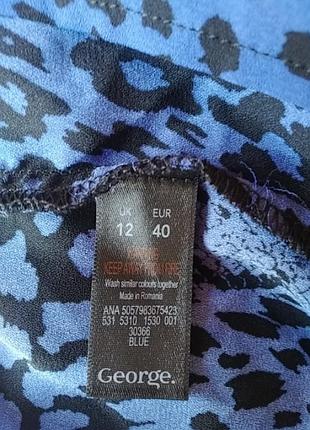 UK EUR
12 40
KEEP AWAY FROM FIRE
Wash similar colours together
Made in Romania
ANA 5057983675423
531 5310 1530 001
30366
BLUE
George.